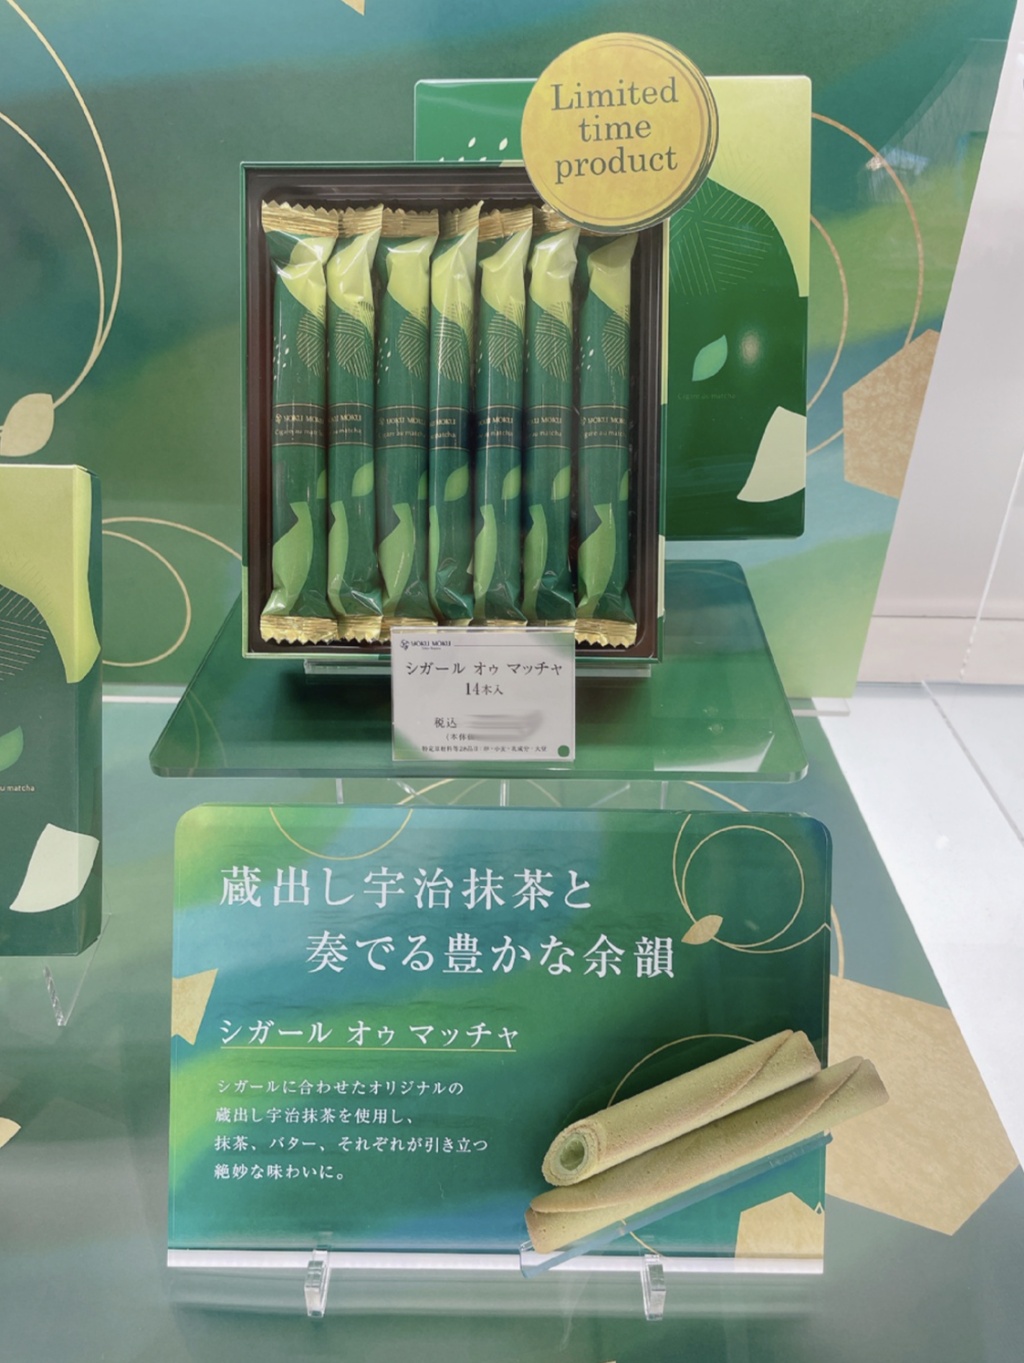 Limited
time
product
YOKU MOKU
シガール オゥ マッチャ
14本入
税込
蔵出し宇治抹茶と
奏でる豊かな余韻
シガール オゥ マッチャ
シガールに合わせたオリジナルの
蔵出し宇治抹茶を使用し、
抹茶、バター、それぞれが引き立つ
絶妙な味わいに。